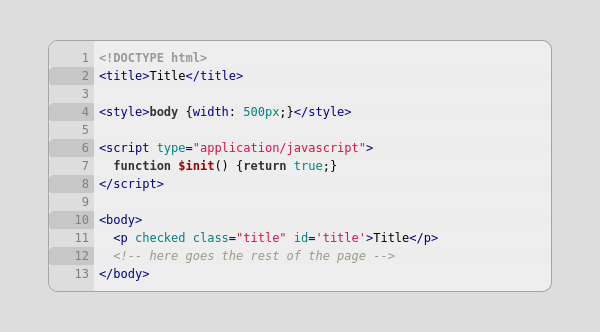 1 <!DOCTYPE html>
2 <title>Title</title>
3
4 <style>body {width: 500px;}</style>
5
6 <script type="application/javascript">
7   function $init() {return true;}
8 </script>
9
10 <body>
11   <p checked class="title" id='title'>Title</p>
12   <!-- here goes the rest of the page -->
13 </body>